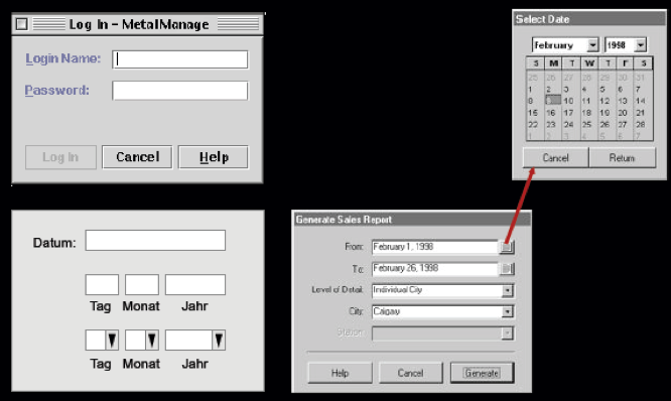 Log In - MetalManage
Login Name:
Password:
Log In Cancel Help
Select Date
February 1998
S M T W T F S
25 26 27 28 29 30 31
1 2 3 4 5 6 7
8 9 10 11 12 13 14
15 16 17 18 19 20 21
22 23 24 25 26 27 28
1 2 3 4 5 6 7
Cancel Return
Datum:
Tag Monat Jahr
Tag Monat Jahr
Generate Sales Report
From: February 1, 1998
To: February 26, 1998
Level of Detail: Individual City
City: Calgary
Station:
Help Cancel Generate